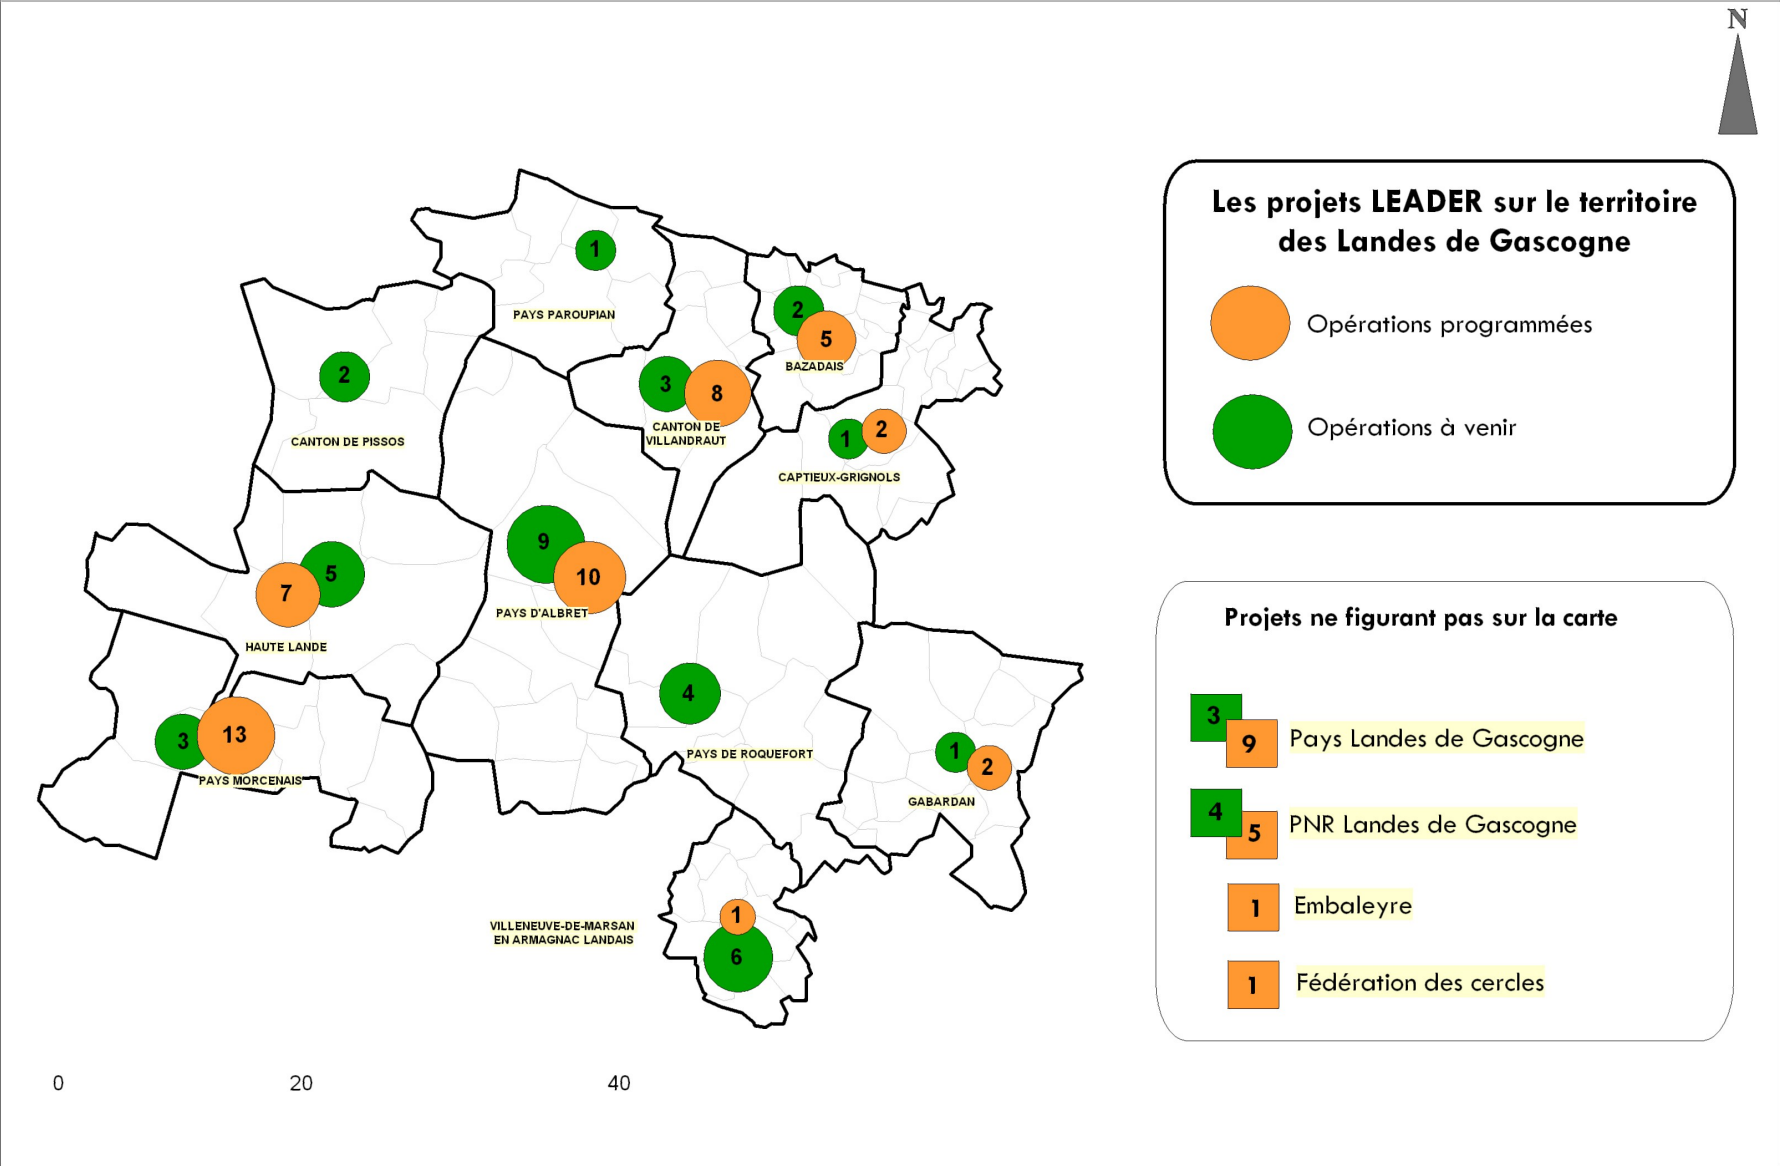 N
Les projets LEADER sur le territoire
des Landes de Gascogne
Opérations programmées
Opérations à venir
1
PAYS PAROUPIAN
2
5
BAZADAIS
2
CANTON DE PISSOS
3
8
CANTON DE
VILLANDRAUT
1
2
CAPTIEUX-GRIGNOLS
9
10
PAYS D'ALBRET
7
5
HAUTE LANDE
3
13
PAYS MORCENAIS
4
PAYS DE ROQUEFORT
1
2
GABARDAN
1
6
VILLENEUVE-DE-MARSAN
EN ARMAGNAC LANDAIS
Projets ne figurant pas sur la carte
3
9
Pays Landes de Gascogne
4
5
PNR Landes de Gascogne
1
Embaleyre
1
Fédération des cercles
0 20 40